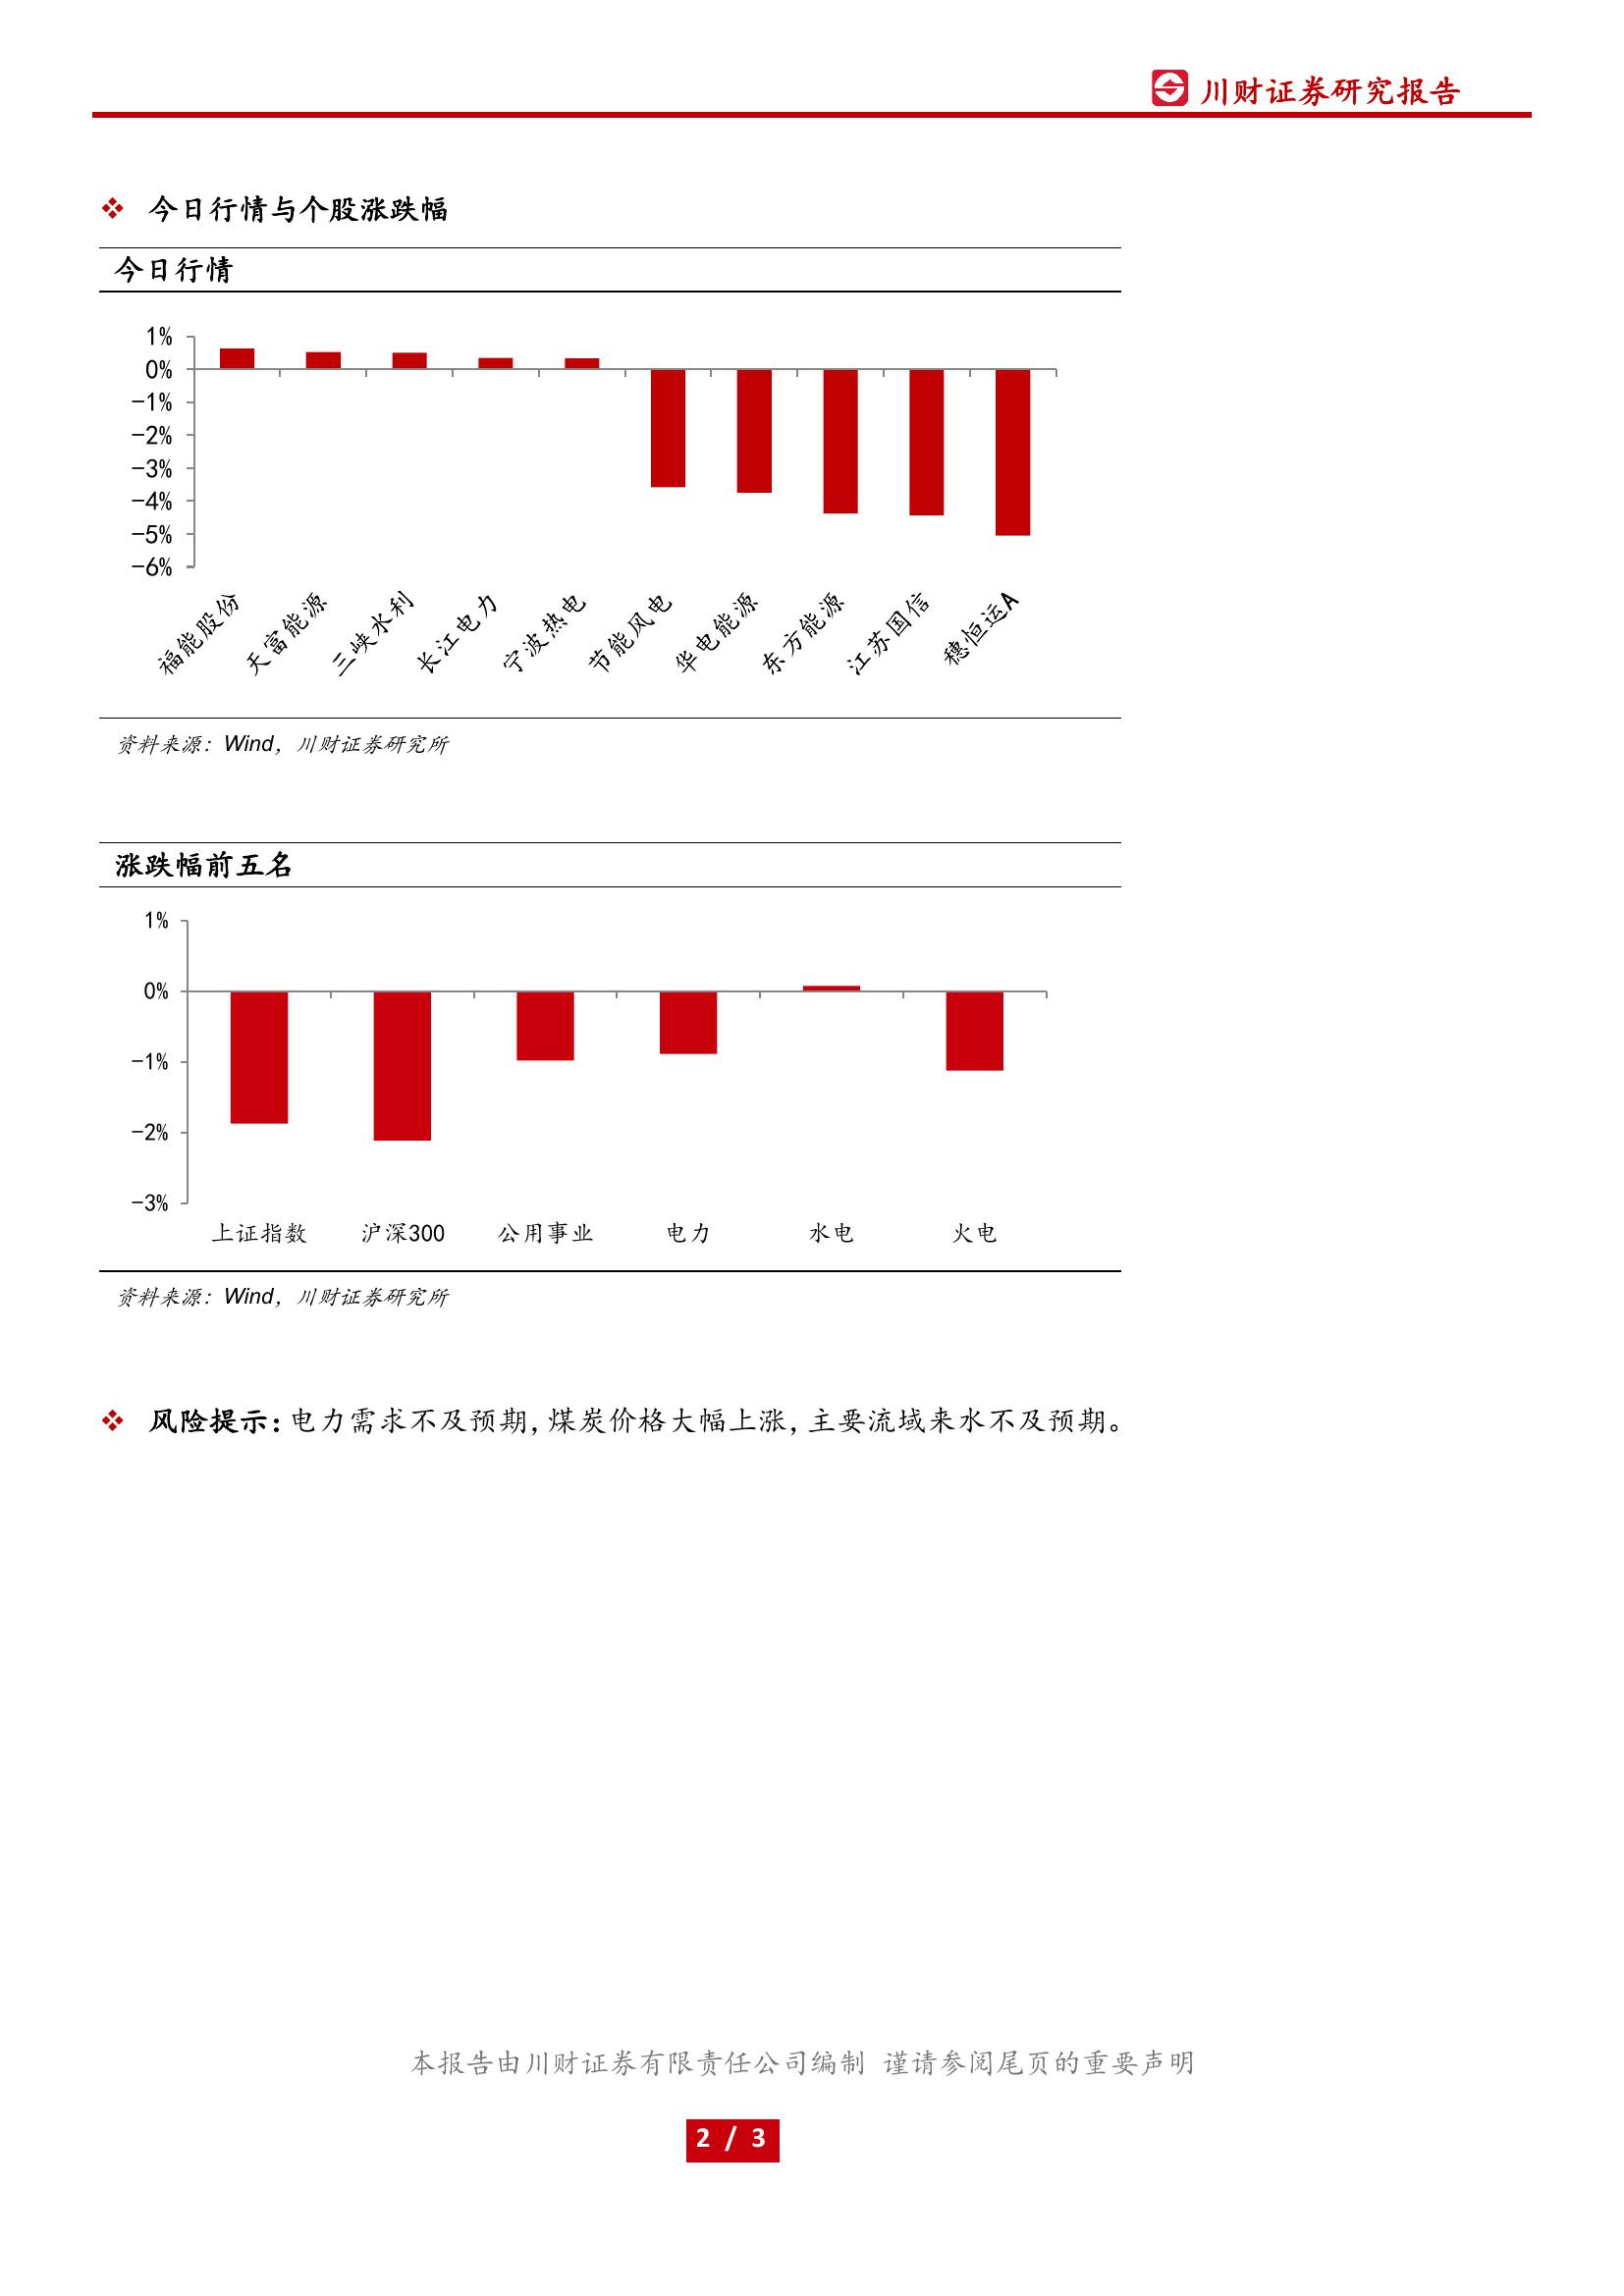 川财证券研究报告
今日行情与个股涨跌幅
今日行情
1%
0%
-1%
-2%
-3%
-4%
-5%
-6%
福能股份 天富能源 三峡水利 长江电力 宁波热电 节能风电 华电能源 东方能源 江苏国信 穗恒运A
资料来源：Wind，川财证券研究所
涨跌幅前五名
1%
0%
-1%
-2%
-3%
上证指数 沪深300 公用事业 电力 水电 火电
资料来源：Wind，川财证券研究所
风险提示：电力需求不及预期，煤炭价格大幅上涨，主要流域来水不及预期。
本报告由川财证券有限责任公司编制 谨请参阅尾页的重要声明
2 / 3